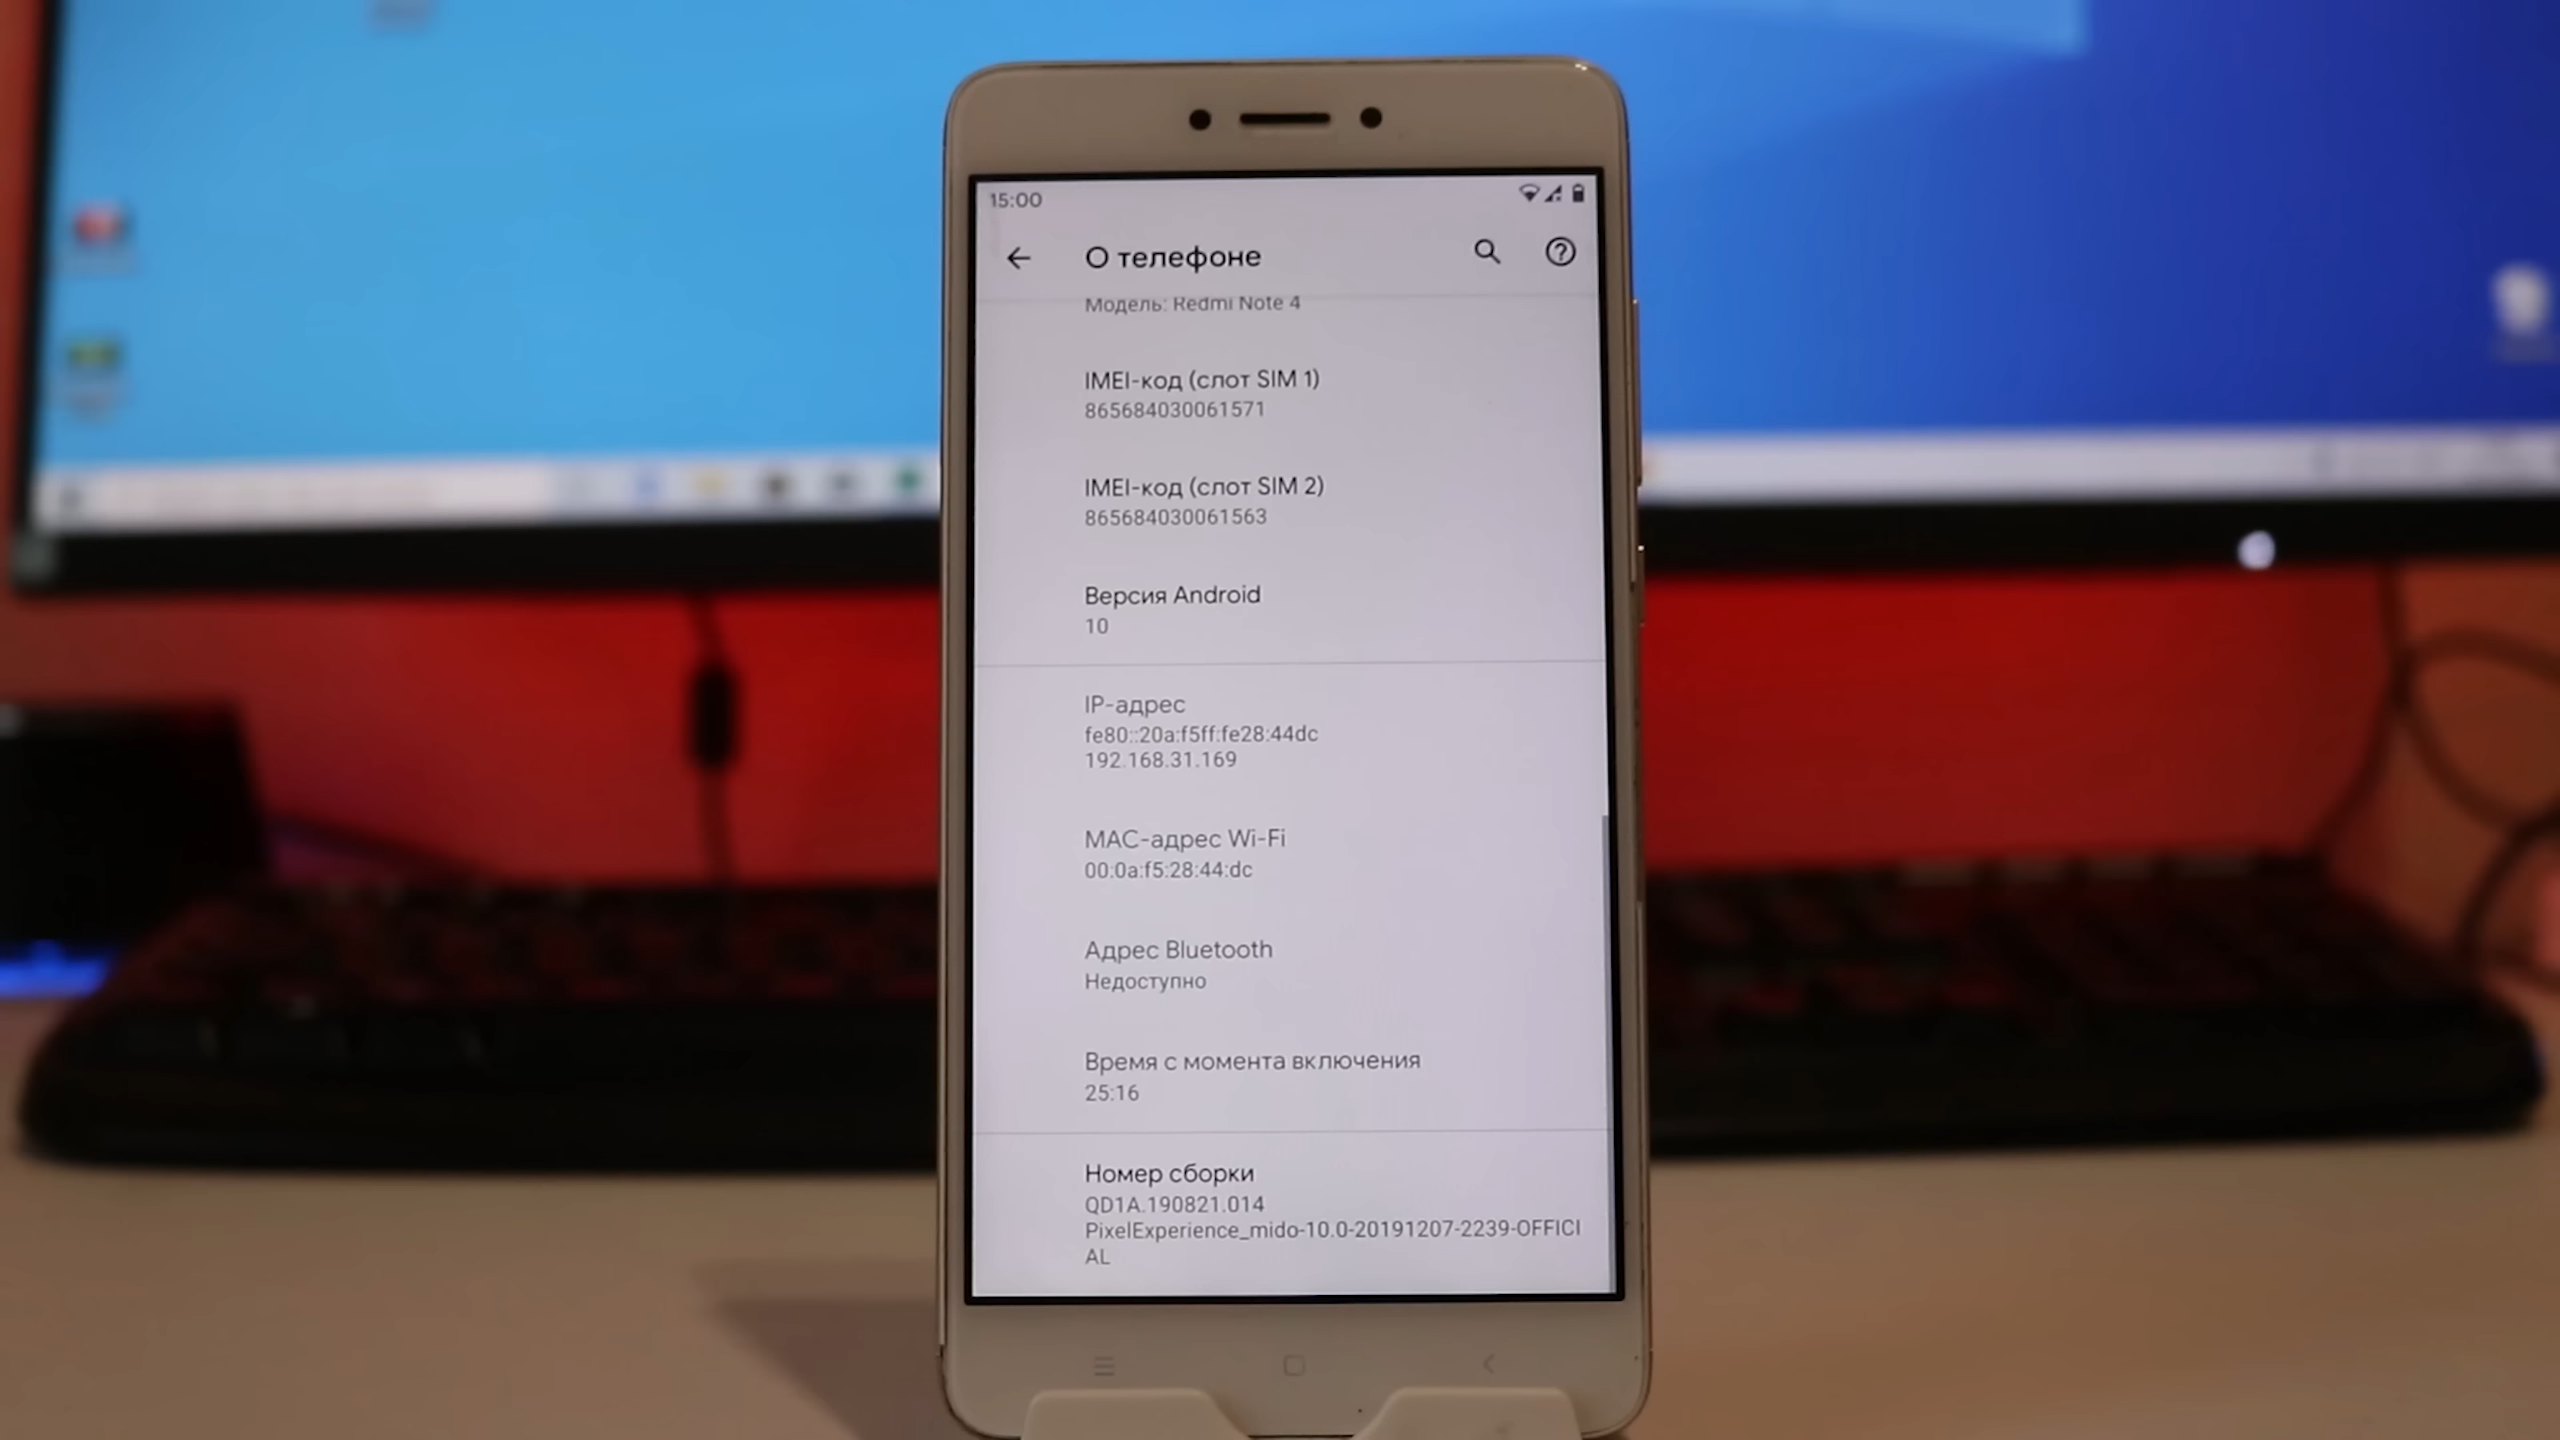 15:00
О телефоне
Модель: Redmi Note 4
IMEI-код (слот SIM 1)
865684030061571
IMEI-код (слот SIM 2)
865684030061563
Версия Android
10
IP-адрес
fe80::20a:f5ff:fe28:44dc
192.168.31.169
MAC-адрес Wi-Fi
00:0a:f5:28:44:dc
Адрес Bluetooth
Недоступно
Время с момента включения
25:16
Номер сборки
QD1A.190821.014
PixelExperience_mido-10.0-20191207-2239-OFFICI
AL